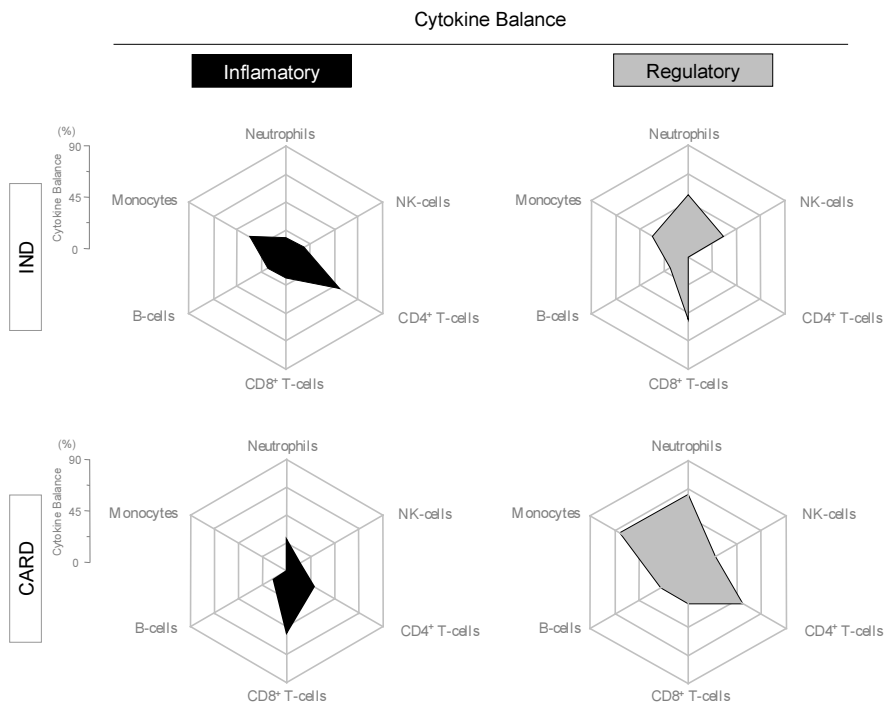 Cytokine Balance
Inflamatory
Regulatory
IND
(%)
90
45
0
Cytokine Balance
Neutrophils
NK-cells
CD4⁺ T-cells
CD8⁺ T-cells
B-cells
Monocytes
Neutrophils
NK-cells
CD4⁺ T-cells
CD8⁺ T-cells
B-cells
Monocytes
CARD
(%)
90
45
0
Cytokine Balance
Neutrophils
NK-cells
CD4⁺ T-cells
CD8⁺ T-cells
B-cells
Monocytes
Neutrophils
NK-cells
CD4⁺ T-cells
CD8⁺ T-cells
B-cells
Monocytes